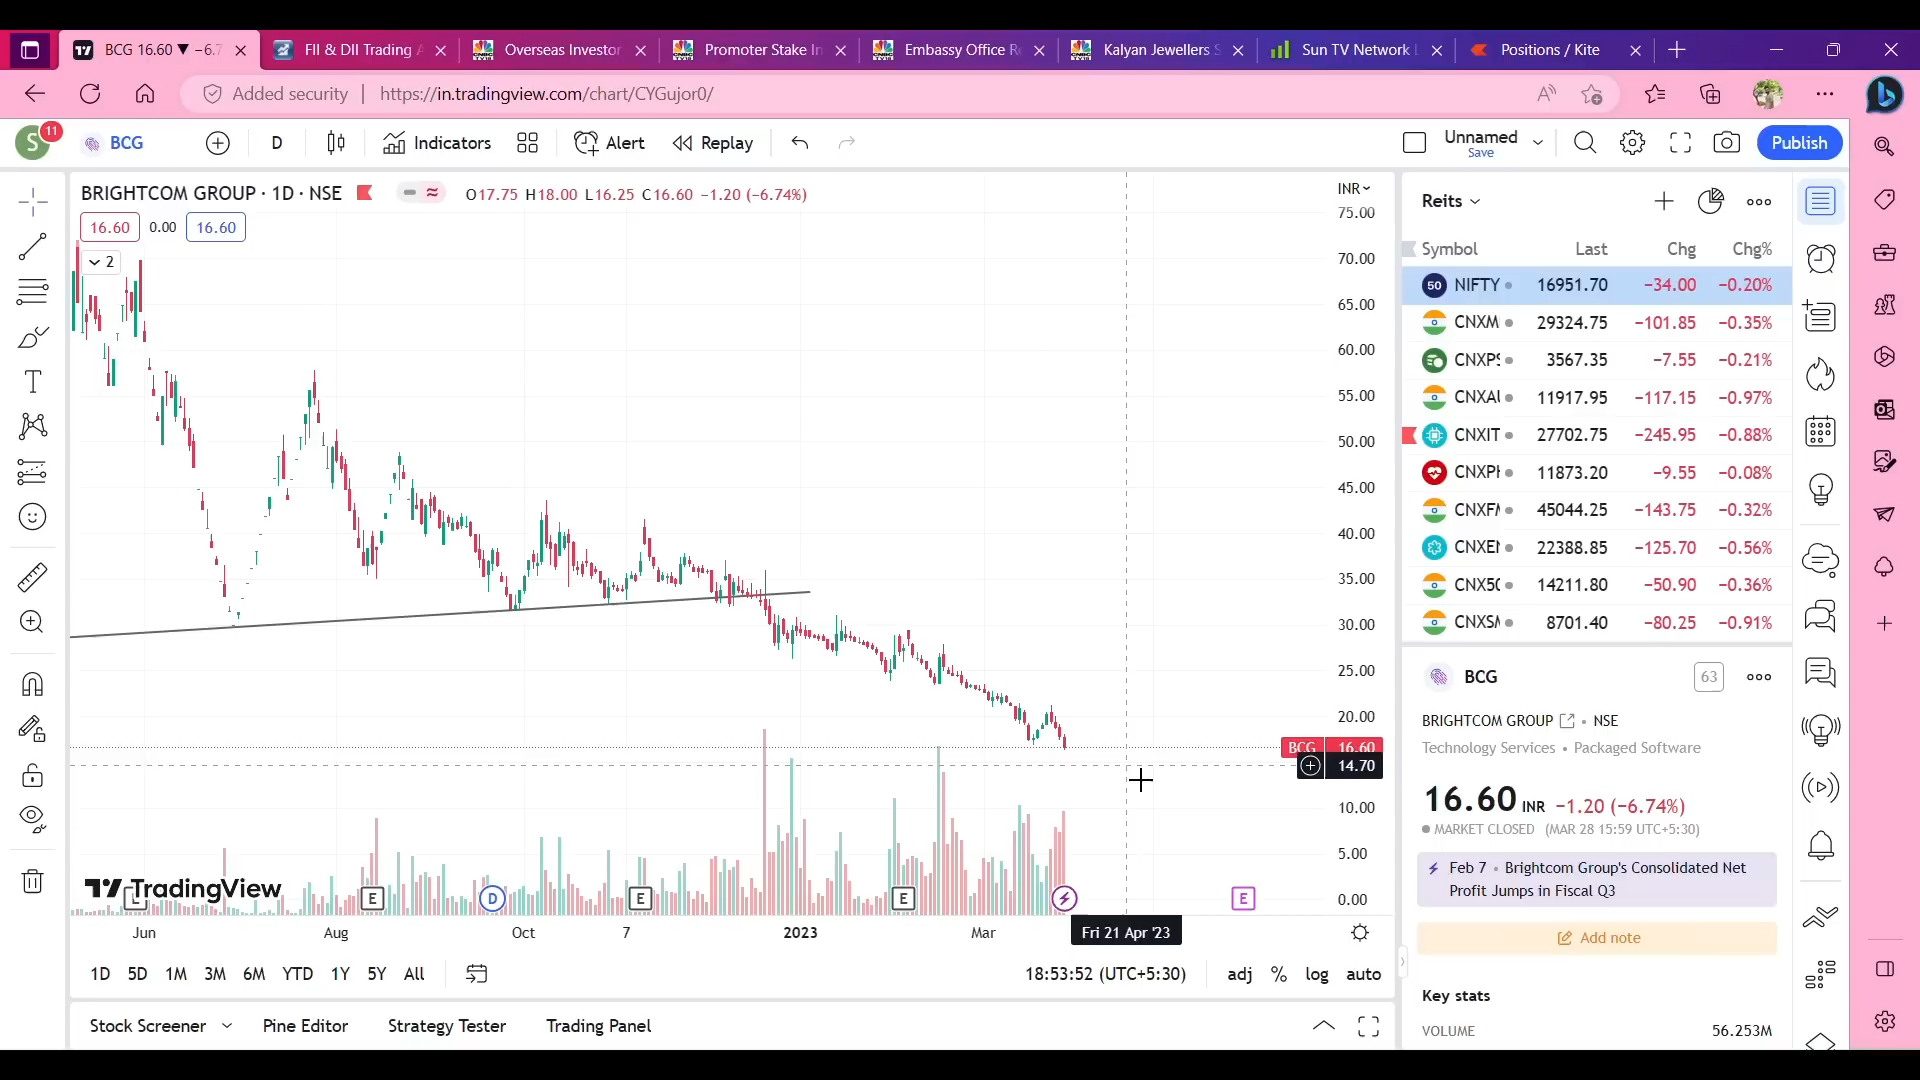 BCG 16.60 ▼ −6.7
FII & DII Trading A
Overseas Investor
Promoter Stake In
Embassy Office Re
Kalyan Jewellers S
Sun TV Network L
Positions / Kite
Added security
https://in.tradingview.com/chart/CYGujor0/
S 11
BCG
D
Indicators
Alert
Replay
Unnamed
Save
Publish
BRIGHTCOM GROUP · 1D · NSE
O17.75 H18.00 L16.25 C16.60 −1.20 (−6.74%)
16.60 0.00 16.60
2
INR
75.00
70.00
65.00
60.00
55.00
50.00
45.00
40.00
35.00
30.00
25.00
20.00
BCG 16.60
14.70
10.00
5.00
0.00
TradingView
E D E E E
Jun Aug Oct 7 2023 Mar Fri 21 Apr '23
1D 5D 1M 3M 6M YTD 1Y 5Y All
18:53:52 (UTC+5:30)
adj % log auto
Stock Screener
Pine Editor
Strategy Tester
Trading Panel
Reits
Symbol Last Chg Chg%
50 NIFTY 16951.70 −34.00 −0.20%
CNXM 29324.75 −101.85 −0.35%
CNXPS 3567.35 −7.55 −0.21%
CNXAU 11917.95 −117.15 −0.97%
CNXIT 27702.75 −245.95 −0.88%
CNXPH 11873.20 −9.55 −0.08%
CNXFM 45044.25 −143.75 −0.32%
CNXEN 22388.85 −125.70 −0.56%
CNX50 14211.80 −50.90 −0.36%
CNXSM 8701.40 −80.25 −0.91%
BCG
63
BRIGHTCOM GROUP • NSE
Technology Services • Packaged Software
16.60 INR −1.20 (−6.74%)
MARKET CLOSED (MAR 28 15:59 UTC+5:30)
Feb 7 • Brightcom Group's Consolidated Net
Profit Jumps in Fiscal Q3
Add note
Key stats
VOLUME 56.253M